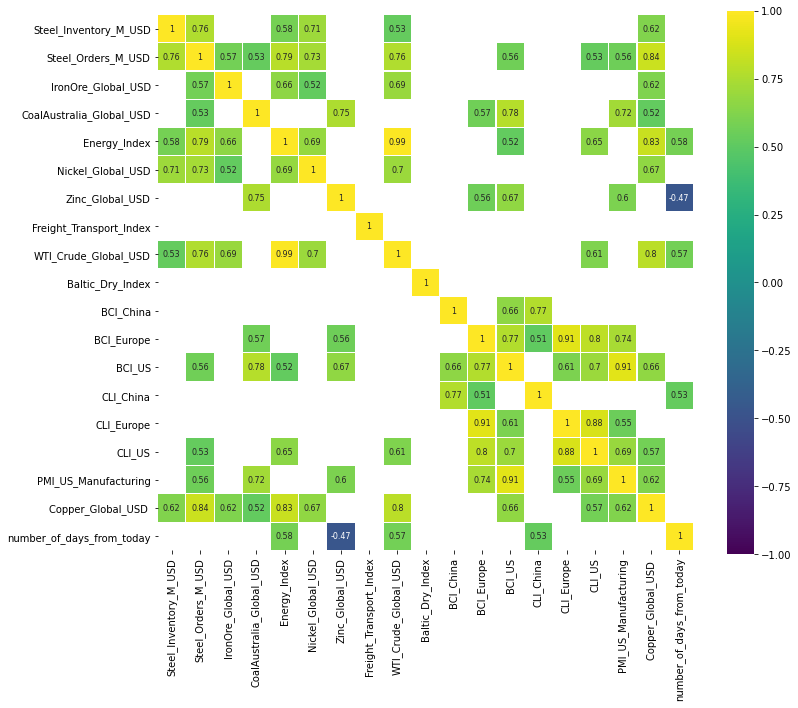 Steel_Inventory_M_USD 1 0.76 0.58 0.71 0.53 0.62
Steel_Orders_M_USD 0.76 1 0.57 0.53 0.79 0.73 0.76 0.56 0.53 0.56 0.84
IronOre_Global_USD 0.57 1 0.66 0.52 0.69 0.62
CoalAustralia_Global_USD 0.53 1 0.75 0.57 0.78 0.72 0.52
Energy_Index 0.58 0.79 0.66 1 0.69 0.99 0.52 0.65 0.83 0.58
Nickel_Global_USD 0.71 0.73 0.52 0.69 1 0.7 0.67
Zinc_Global_USD 0.75 1 0.56 0.67 0.6 -0.47
Freight_Transport_Index 1
WTI_Crude_Global_USD 0.53 0.76 0.69 0.99 0.7 1 0.61 0.8 0.57
Baltic_Dry_Index 1
BCI_China 1 0.66 0.77
BCI_Europe 0.57 0.56 1 0.77 0.51 0.91 0.8 0.74
BCI_US 0.56 0.78 0.52 0.67 0.66 0.77 1 0.61 0.7 0.91 0.66
CLI_China 0.77 0.51 1 0.53
CLI_Europe 0.91 0.61 1 0.88 0.55
CLI_US 0.53 0.65 0.61 0.8 0.7 0.88 1 0.69 0.57
PMI_US_Manufacturing 0.56 0.72 0.6 0.74 0.91 0.55 0.69 1 0.62
Copper_Global_USD 0.62 0.84 0.62 0.52 0.83 0.67 0.8 0.66 0.57 0.62 1
number_of_days_from_today 0.58 -0.47 0.57 0.53 1
Steel_Inventory_M_USD
Steel_Orders_M_USD
IronOre_Global_USD
CoalAustralia_Global_USD
Energy_Index
Nickel_Global_USD
Zinc_Global_USD
Freight_Transport_Index
WTI_Crude_Global_USD
Baltic_Dry_Index
BCI_China
BCI_Europe
BCI_US
CLI_China
CLI_Europe
CLI_US
PMI_US_Manufacturing
Copper_Global_USD
number_of_days_from_today
1.00
0.75
0.50
0.25
0.00
−0.25
−0.50
−0.75
−1.00